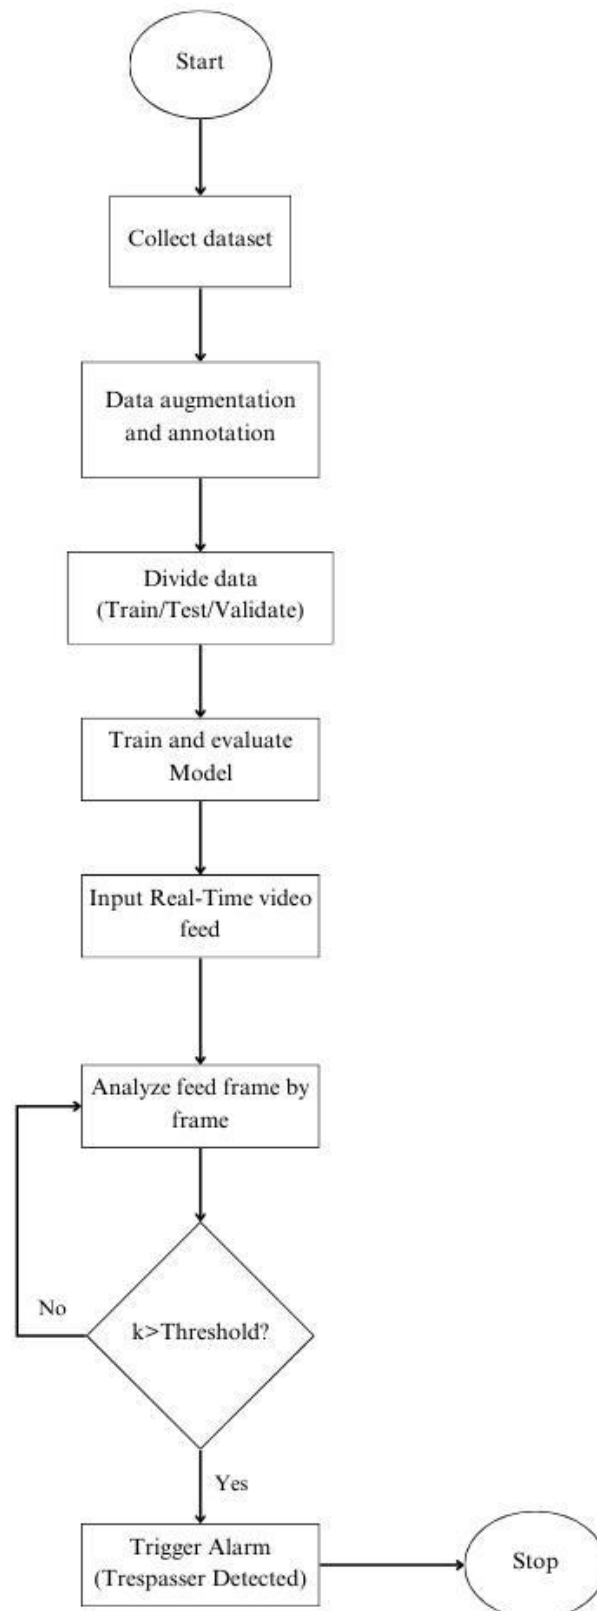 Start
Collect dataset
Data augmentation
and annotation
Divide data
(Train/Test/Validate)
Train and evaluate
Model
Input Real-Time video
feed
Analyze feed frame by
frame
No
k>Threshold?
Yes
Trigger Alarm
(Trespasser Detected)
Stop